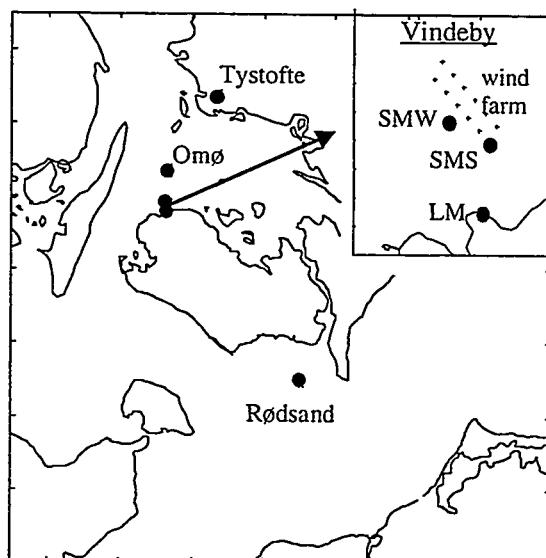 Vindeby
Tystofte
wind
farm
SMW
SMS
Omø
LM
Rødsand